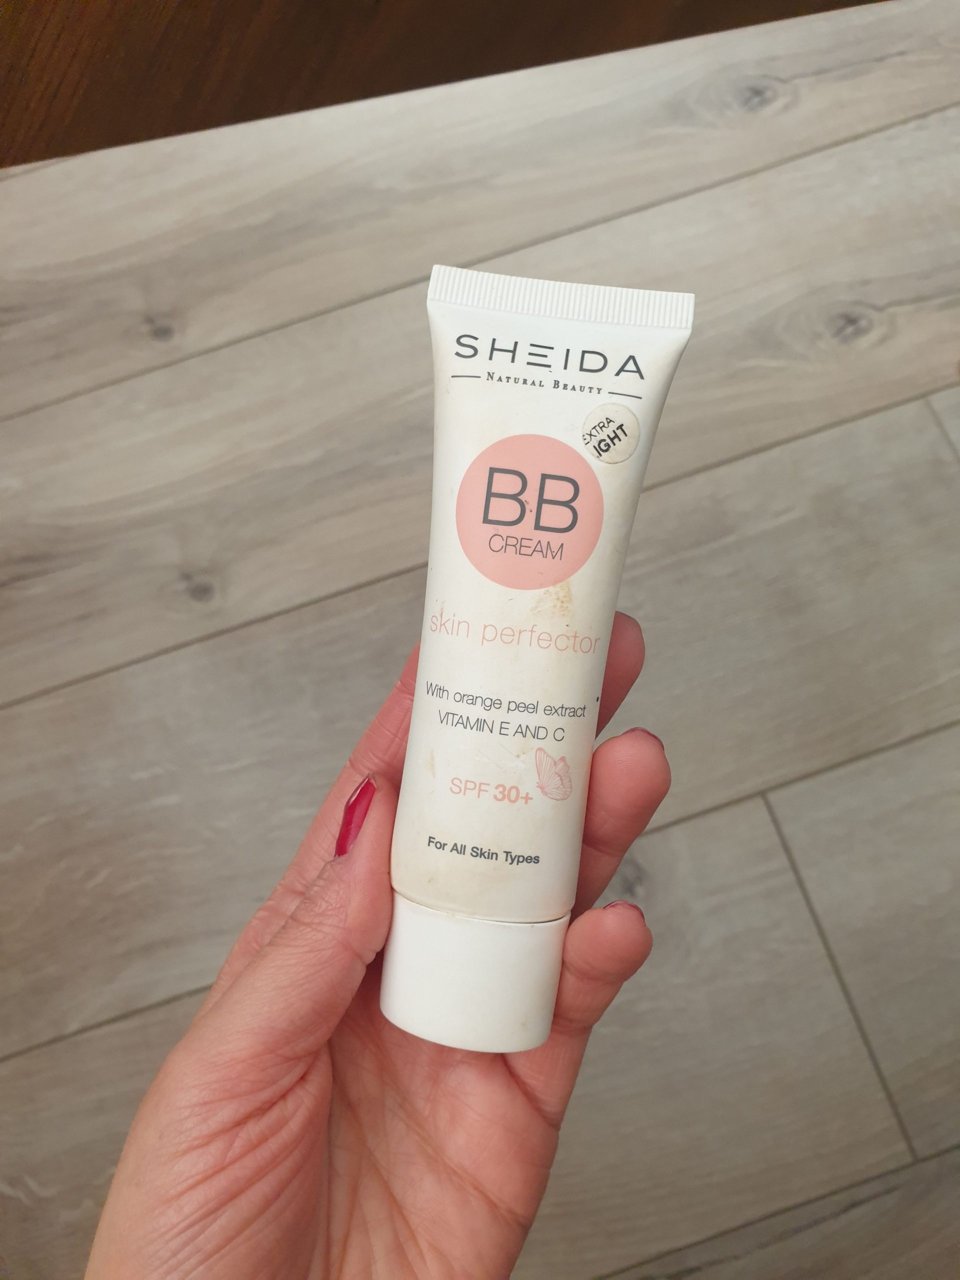 SHEIDA
NATURAL BEAUTY
EXTRA
LIGHT
BB
CREAM
skin perfector
With orange peel extract
VITAMIN E AND C
SPF 30+
For All Skin Types